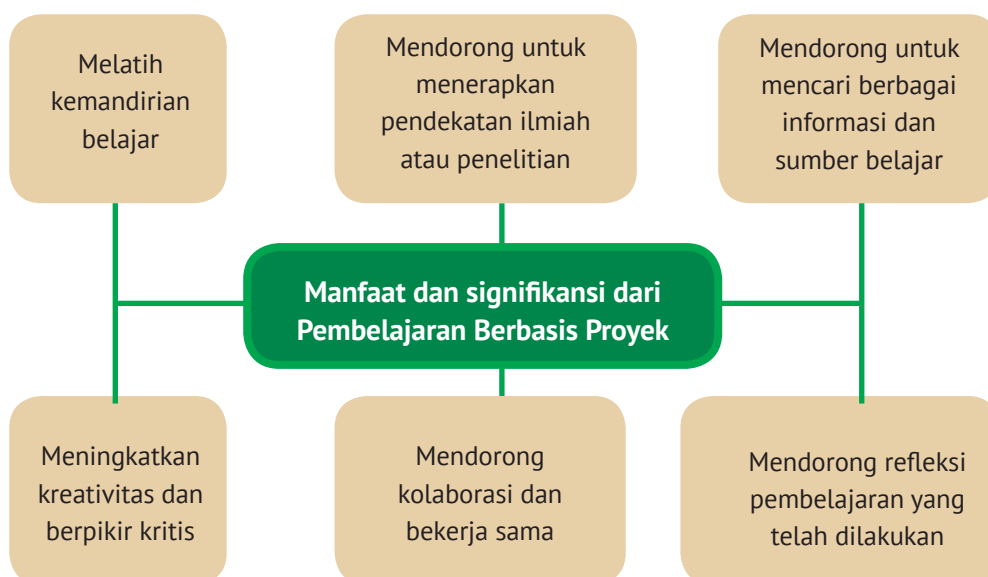 Melatih
kemandirian
belajar
Mendorong untuk
menerapkan
pendekatan ilmiah
atau penelitian
Mendorong untuk
mencari berbagai
informasi dan
sumber belajar
Manfaat dan signifikansi dari
Pembelajaran Berbasis Proyek
Meningkatkan
kreativitas dan
berpikir kritis
Mendorong
kolaborasi dan
bekerja sama
Mendorong refleksi
pembelajaran yang
telah dilakukan